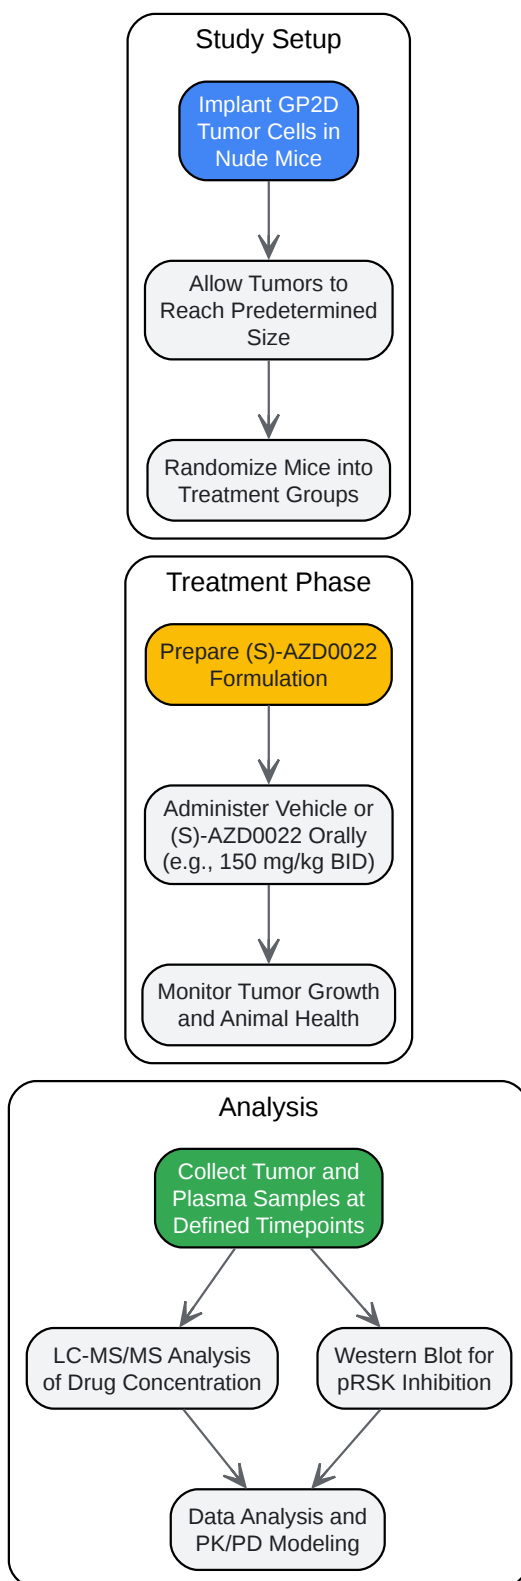 Study Setup
Implant GP2D
Tumor Cells in
Nude Mice
Allow Tumors to
Reach Predetermined
Size
Randomize Mice into
Treatment Groups
Treatment Phase
Prepare (S)-AZD0022
Formulation
Administer Vehicle or
(S)-AZD0022 Orally
(e.g., 150 mg/kg BID)
Monitor Tumor Growth
and Animal Health
Analysis
Collect Tumor and
Plasma Samples at
Defined Timepoints
LC-MS/MS Analysis
of Drug Concentration
Western Blot for
pRSK Inhibition
Data Analysis and
PK/PD Modeling